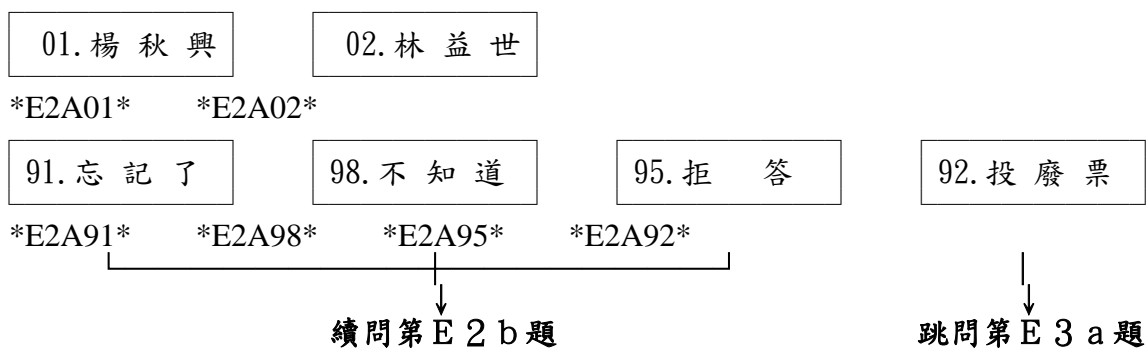 01.楊 秋 興 02.林 益 世
*E2A01* *E2A02*
91.忘 記 了 98.不 知 道 95.拒 答 92.投 廢 票
*E2A91* *E2A98* *E2A95* *E2A92*
續問第Ｅ２ｂ題 跳問第Ｅ３ａ題